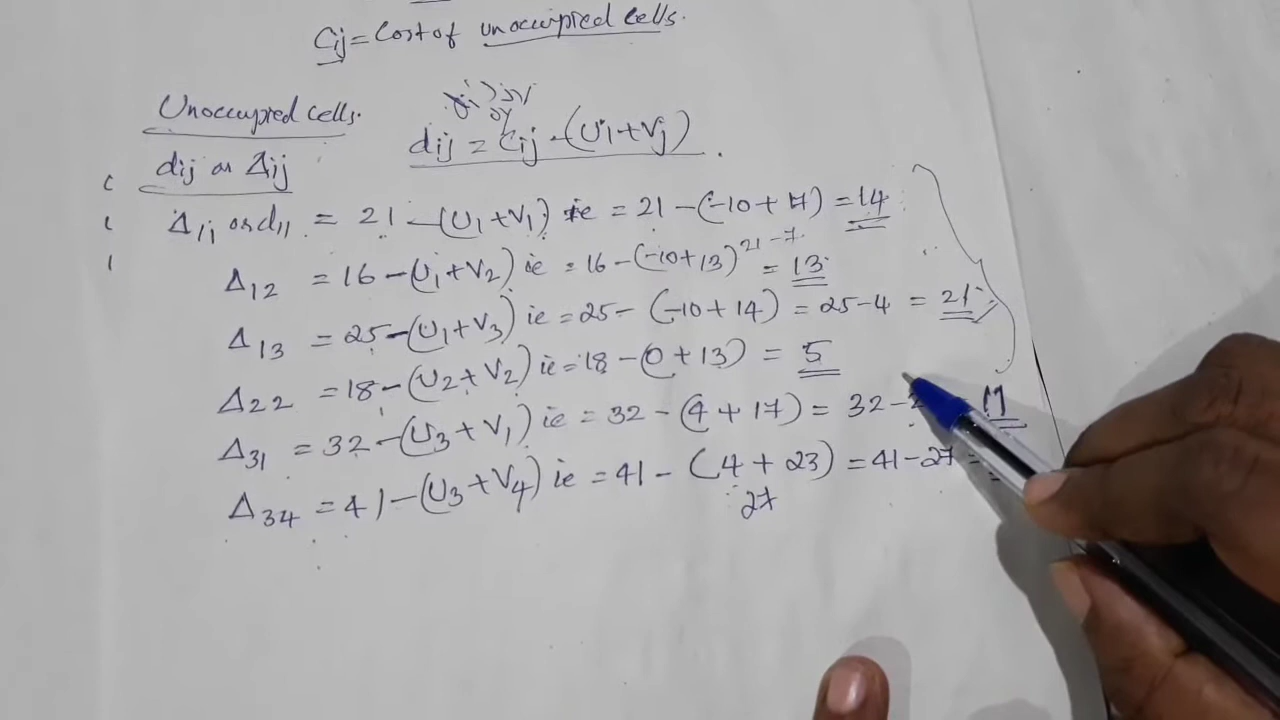 Cij = Cost of unoccupied cells.
Unoccupied cells.
dij = Cij - (Ui + Vj)
dij or Δij
Δ11 or d11 = 21 - (U1+V1) ie = 21 - (-10 + 17) = 14
21 - 7
Δ12 = 16 - (U1+V2) ie = 16 - (-10+13) = 13
Δ13 = 25 - (U1+V3) ie = 25 - (-10 + 14) = 25-4 = 21
Δ22 = 18 - (U2 + V2) ie = 18 - (0 + 13) = 5
Δ31 = 32 - (U3 + V1) ie = 32 - (4 + 17) = 32 - 11
Δ34 = 41 - (U3 + V4) ie = 41 - (4 + 23) = 41 - 27 =
27